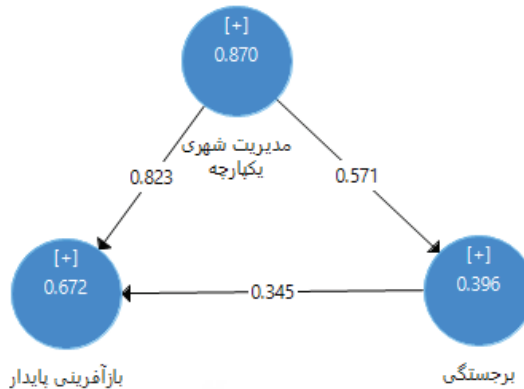 [+]
0.870
مدیریت شهری
یکپارچه
0.823
0.571
[+]
0.672
0.345
[+]
0.396
بازآفرینی پایدار
برجستگی